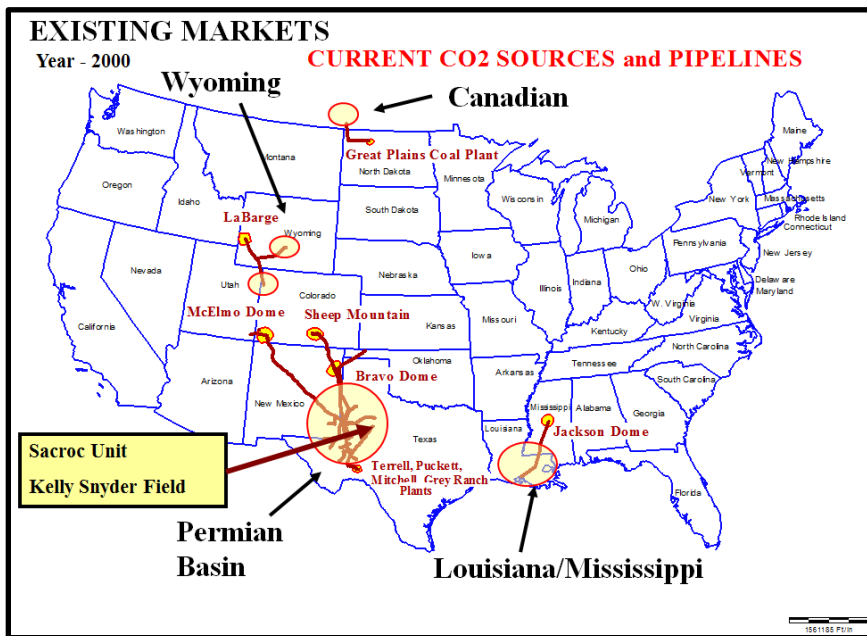 EXISTING MARKETS
Year - 2000
CURRENT CO2 SOURCES and PIPELINES
Wyoming
Canadian
Washington
Montana
Great Plains Coal Plant
North Dakota
Minnesota
Maine
Vermont
New Hampshire
Oregon
Idaho
South Dakota
Wisconsin
Michigan
New York
Massachusetts
Rhode Island
Connecticut
LaBarge
Wyoming
Iowa
Pennsylvania
New Jersey
Nevada
Utah
Nebraska
Illinois
Indiana
Ohio
Delaware
Maryland
Colorado
W. Virginia
Virginia
California
McElmo Dome
Sheep Mountain
Kansas
Missouri
Kentucky
North Carolina
Oklahoma
Tennessee
Arizona
New Mexico
Bravo Dome
Arkansas
South Carolina
Mississippi
Alabama
Georgia
Texas
Louisiana
Jackson Dome
Sacroc Unit
Kelly Snyder Field
Terrell, Puckett,
Mitchell, Grey Ranch
Plants
Florida
Permian
Basin
Louisiana/Mississippi
1561185 Ft/in